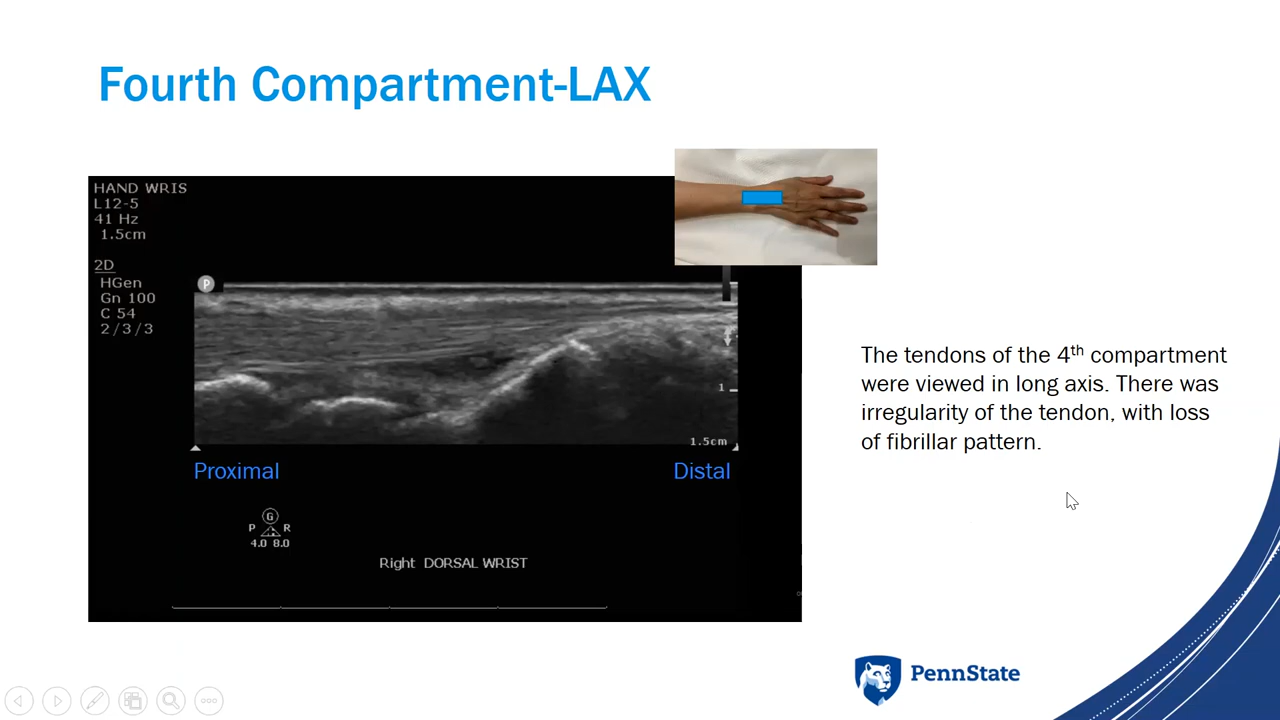 Fourth Compartment-LAX
HAND WRIS
L12-5
41 Hz
1.5cm
2D
HGen
Gn 100
C 54
2/3/3
P
1
1.5cm
Proximal
Distal
G
P R
4.0 8.0
Right DORSAL WRIST
The tendons of the 4th compartment
were viewed in long axis. There was
irregularity of the tendon, with loss
of fibrillar pattern.
PennState